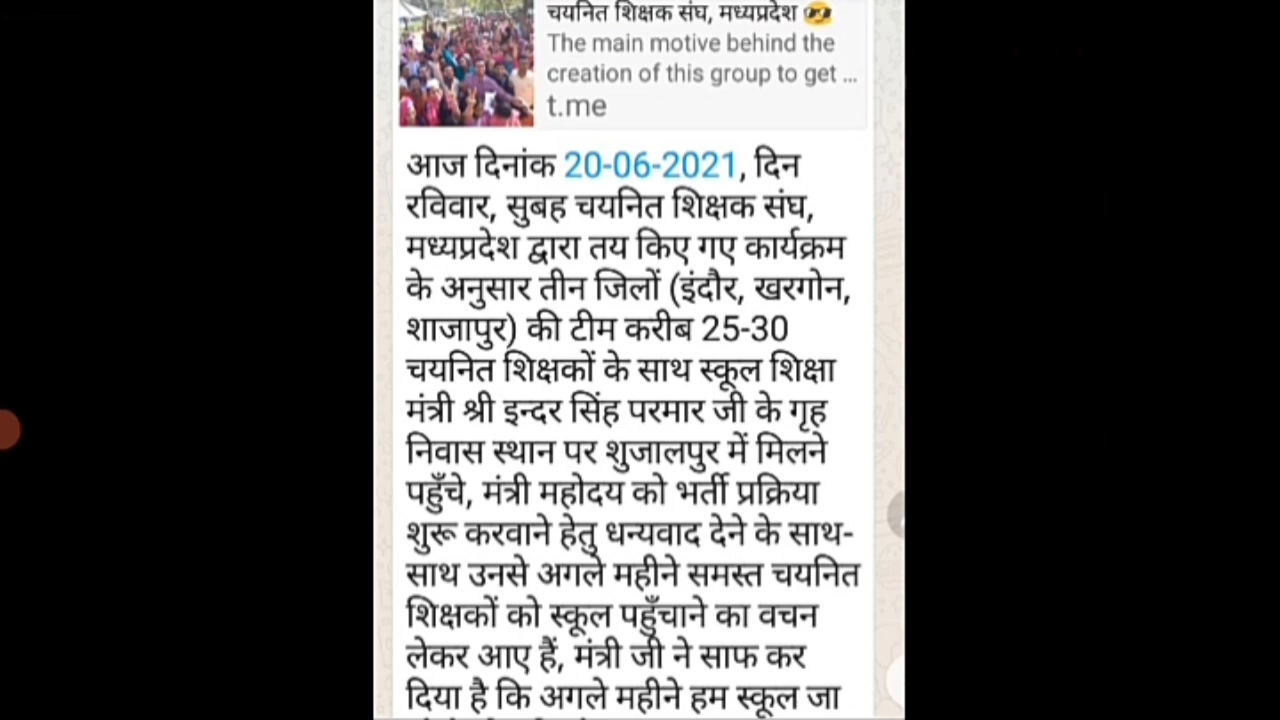 चयनित शिक्षक संघ, मध्यप्रदेश 😎
The main motive behind the
creation of this group to get ...
t.me
आज दिनांक 20-06-2021, दिन
रविवार, सुबह चयनित शिक्षक संघ,
मध्यप्रदेश द्वारा तय किए गए कार्यक्रम
के अनुसार तीन जिलों (इंदौर, खरगोन,
शाजापुर) की टीम करीब 25-30
चयनित शिक्षकों के साथ स्कूल शिक्षा
मंत्री श्री इन्दर सिंह परमार जी के गृह
निवास स्थान पर शुजालपुर में मिलने
पहुँचे, मंत्री महोदय को भर्ती प्रक्रिया
शुरू करवाने हेतु धन्यवाद देने के साथ-
साथ उनसे अगले महीने समस्त चयनित
शिक्षकों को स्कूल पहुँचाने का वचन
लेकर आए हैं, मंत्री जी ने साफ कर
दिया है कि अगले महीने हम स्कूल जा